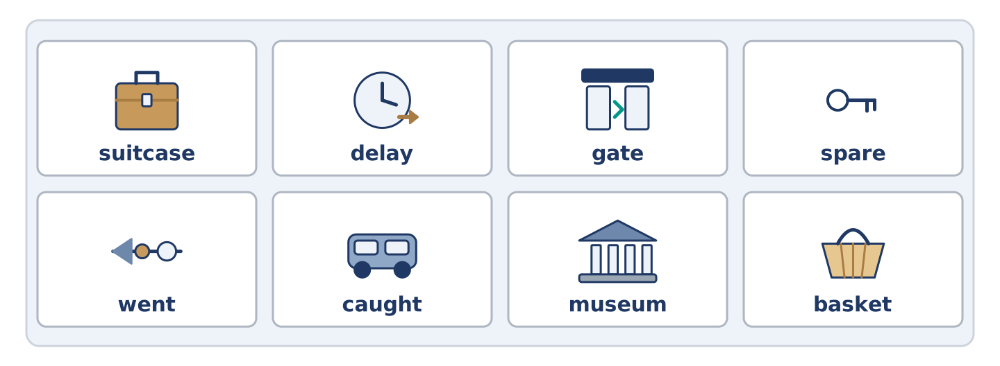 suitcase
delay
gate
spare
went
caught
museum
basket